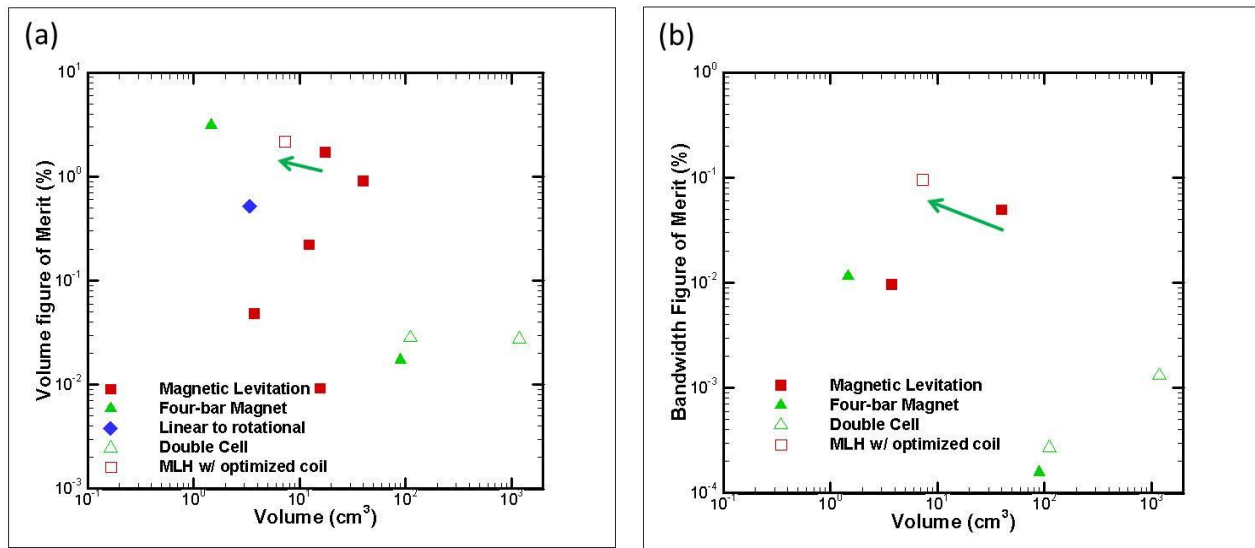 (a)
Volume figure of Merit (%)
10^1
10^0
10^-1
10^-2
10^-3
Magnetic Levitation
Four-bar Magnet
Linear to rotational
Double Cell
MLH w/ optimized coil
10^-1
10^0
10^1
10^2
10^3
Volume (cm^3)
(b)
Bandwidth Figure of Merit (%)
10^0
10^-1
10^-2
10^-3
10^-4
Magnetic Levitation
Four-bar Magnet
Double Cell
MLH w/ optimized coil
10^-1
10^0
10^1
10^2
10^3
Volume (cm^3)